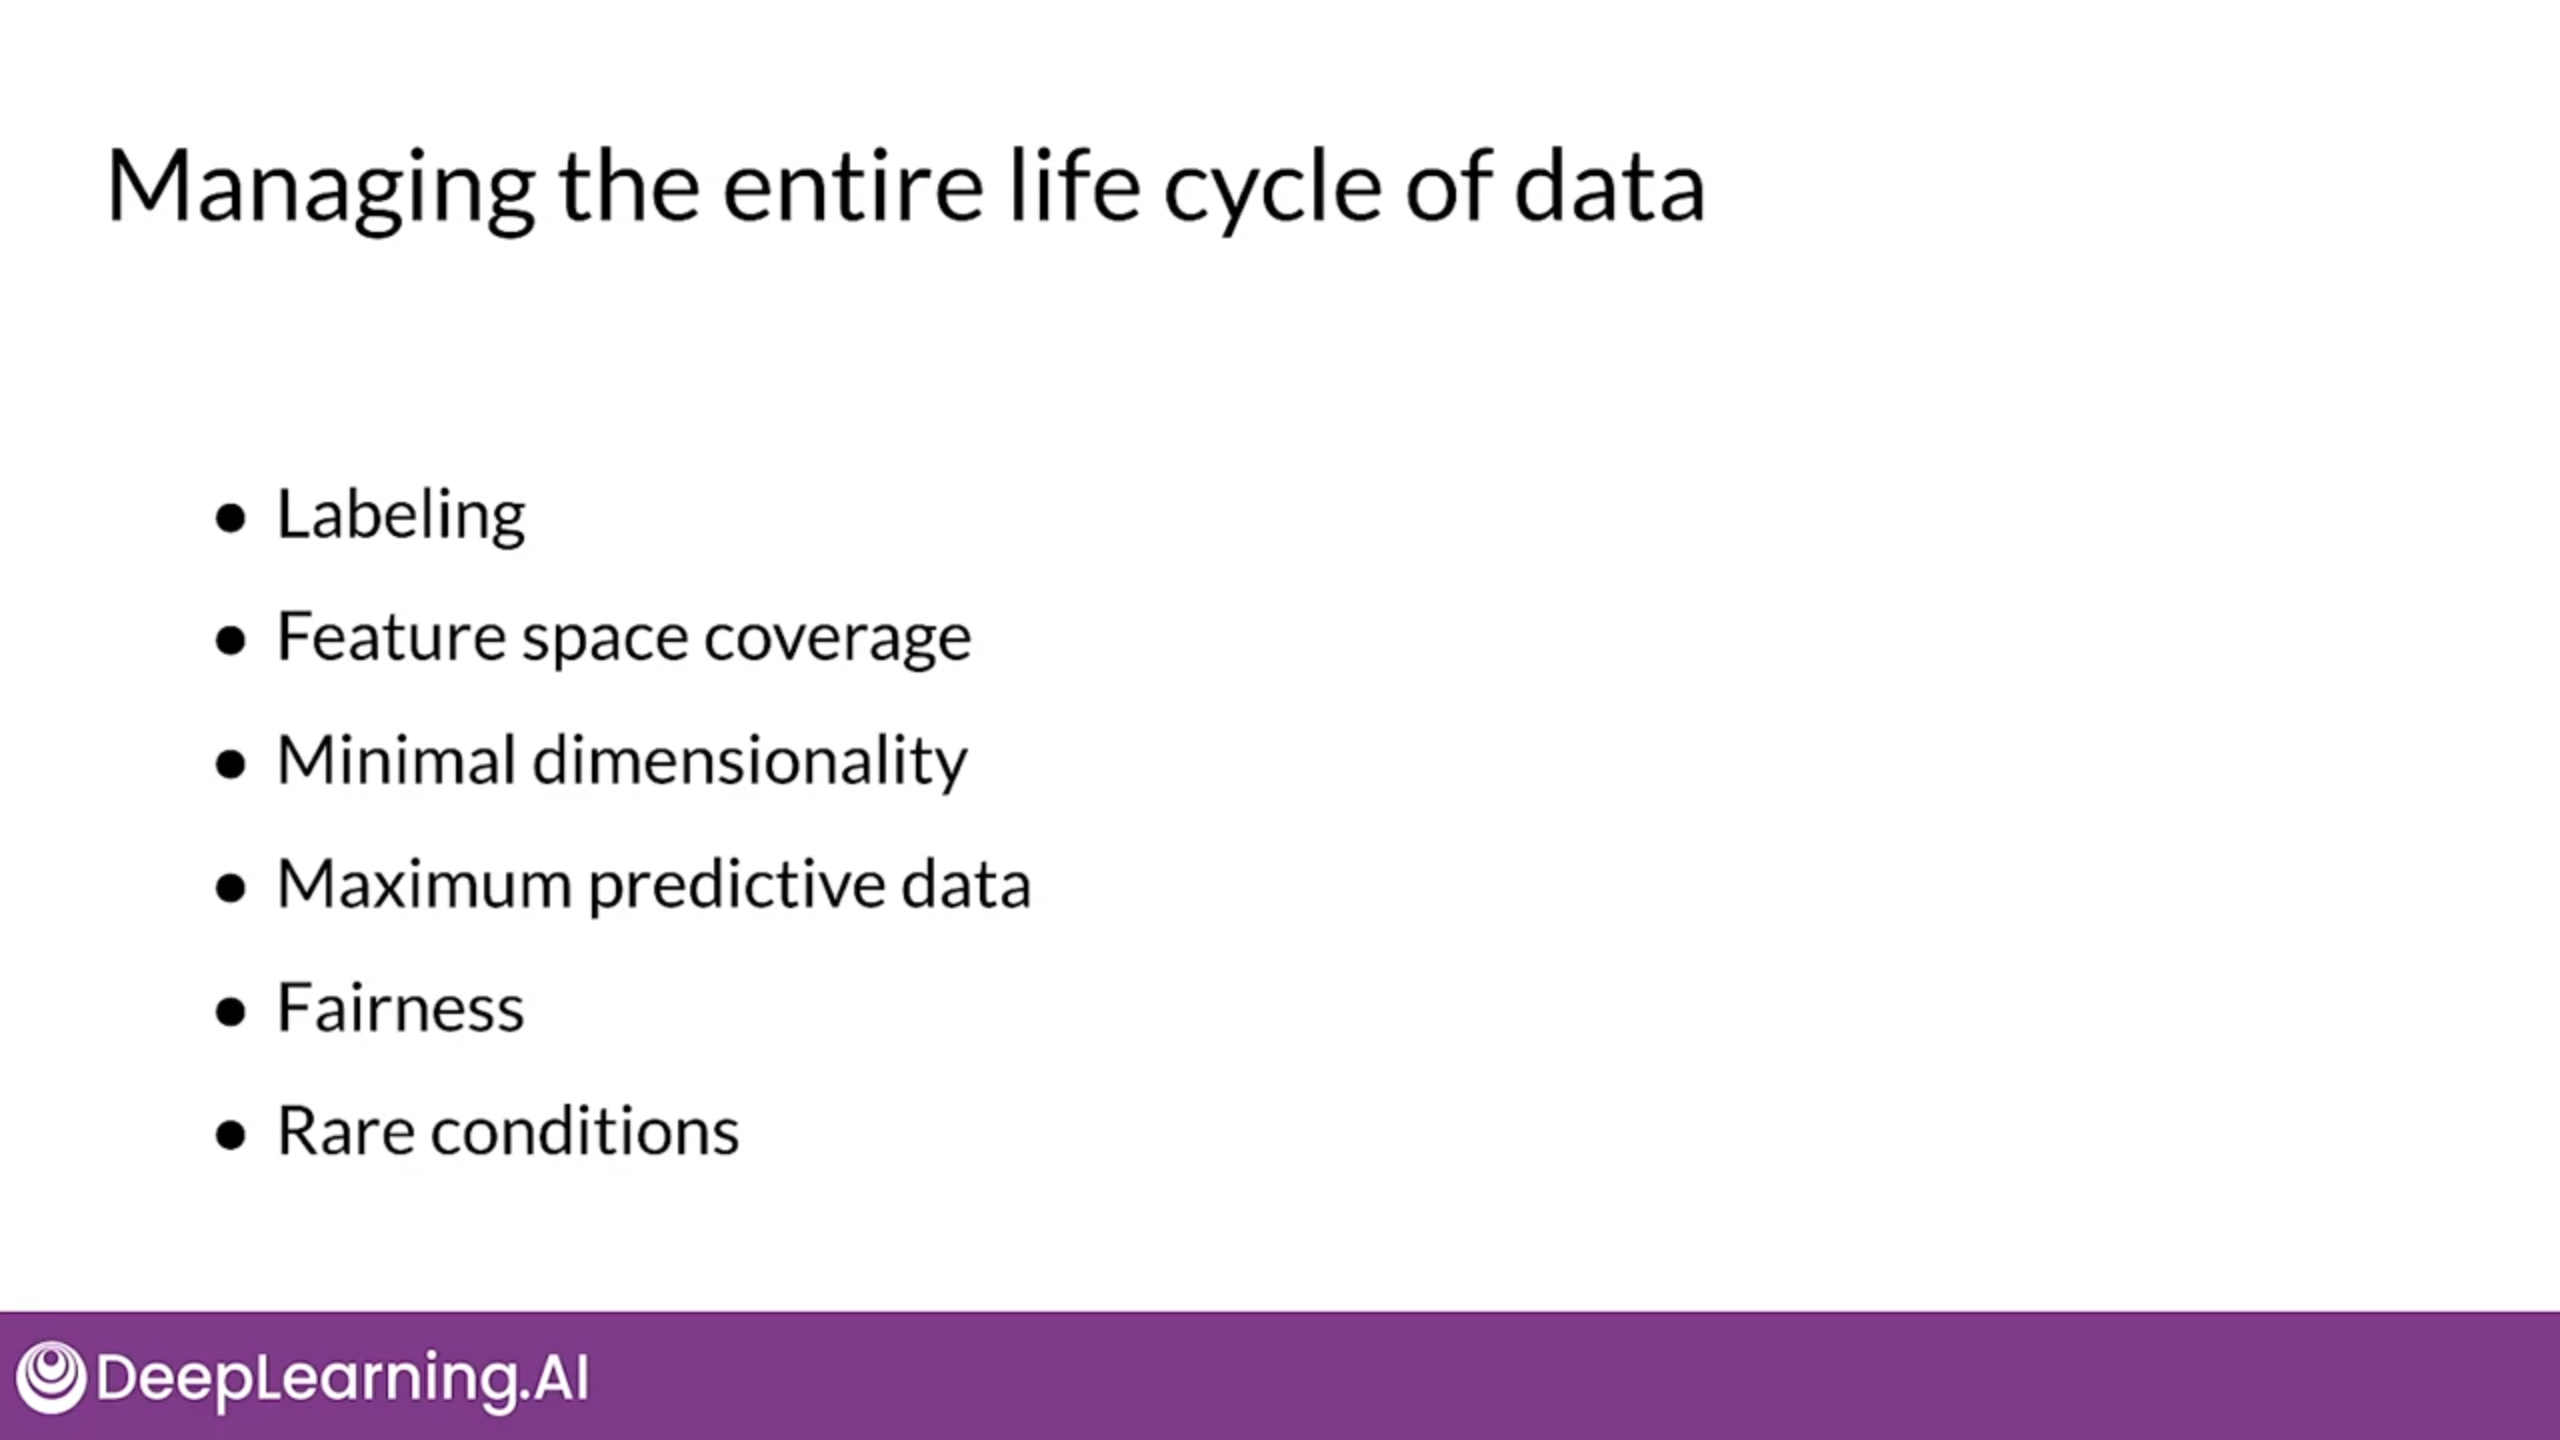 Managing the entire life cycle of data
● Labeling
● Feature space coverage
● Minimal dimensionality
● Maximum predictive data
● Fairness
● Rare conditions
DeepLearning.AI